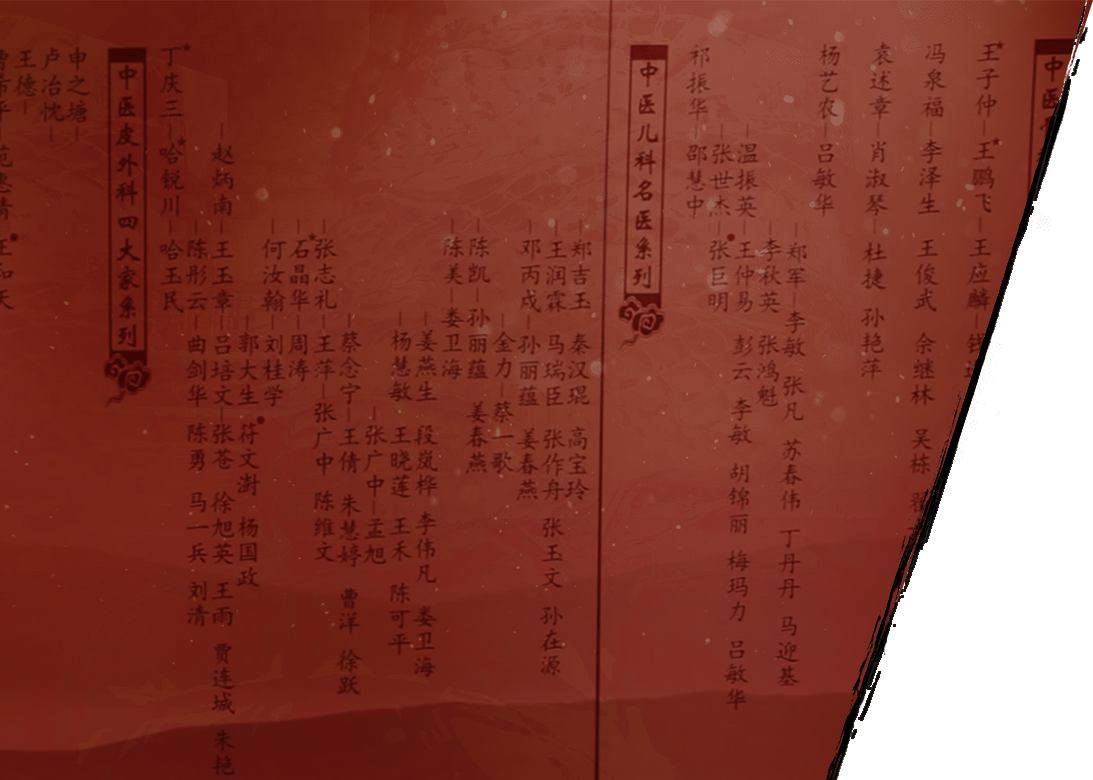 中医
王子仲 王鹏飞 王应麟
冯泉福 李泽生 王俊武 余继林 吴栋
袁述章 肖淑琴 杜捷 孙艳萍
杨艺农 吕敏华
郑军 李敏 张凡 苏春伟 丁丹丹 马迎基
李秋英 张鸿魁
温振英 王仲易 彭云 李敏 胡锦丽 梅玛力 吕敏华
张世杰 张巨明
祁振华 邵慧中
中医儿科名医系列
郑吉玉 秦汉琨 高宝玲
王润霖 马瑞臣 张作舟 张玉文 孙在源
邓丙戌 孙丽蕴 姜春燕
金力 蔡一歌
陈凯 孙丽蕴 姜春燕
陈美 娄卫海
姜燕生 段岚桦 李伟凡 娄卫海
杨慧敏 王晓莲 王禾 陈可平
张广中 孟旭
蔡念宁 王倩 朱慧婷 曹洋 徐跃
张志礼 王萍 张广中 陈维文
石晶华 周涛
何汝翰 刘桂学
郭大生 符文澍 杨国政
赵炳南 王玉章 吕培文 张苍 徐旭英 王雨 贾连城 朱艳
陈彤云 曲剑华 陈勇 马一兵 刘清
丁庆三 哈锐川 哈玉民
中医皮外科四大家系列
申之塘
卢冶忱
王德